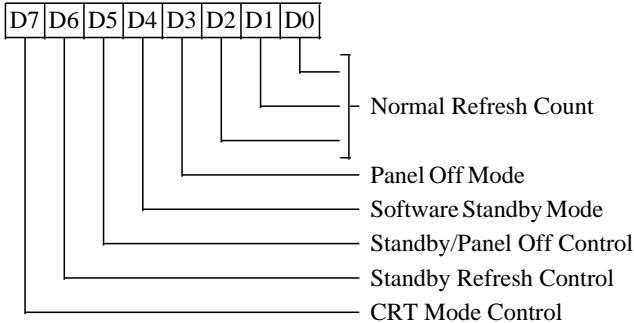 D7 D6 D5 D4 D3 D2 D1 D0
Normal Refresh Count
Panel Off Mode
Software Standby Mode
Standby/Panel Off Control
Standby Refresh Control
CRT Mode Control